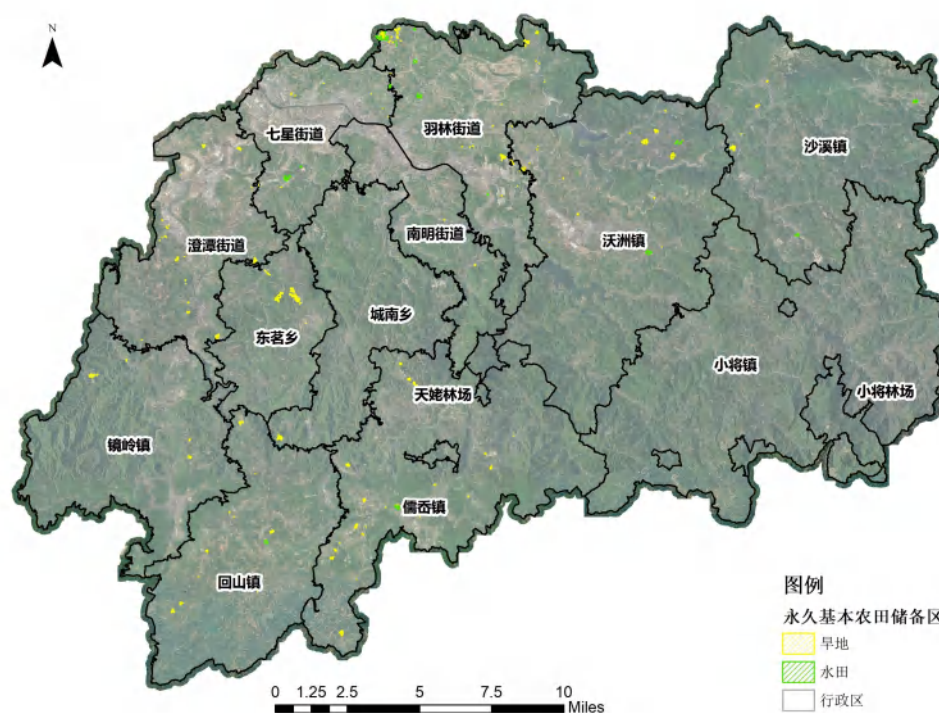 N
七星街道
羽林街道
沙溪镇
澄潭街道
南明街道
沃洲镇
东茗乡
城南乡
小将镇
天姥林场
小将林场
镜岭镇
儒岙镇
回山镇
图例
永久基本农田储备区
旱地
水田
行政区
0 1.25 2.5 5 7.5 10
Miles